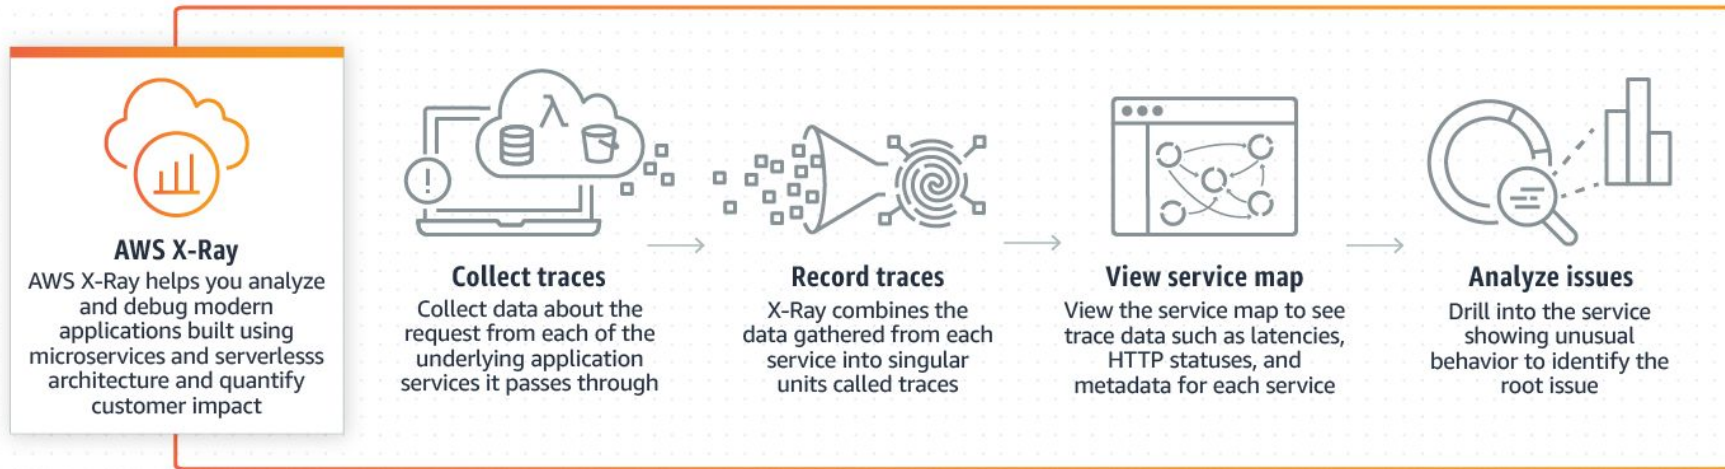 AWS X-Ray
AWS X-Ray helps you analyze
and debug modern
applications built using
microservices and serverlesss
architecture and quantify
customer impact
Collect traces
Collect data about the
request from each of the
underlying application
services it passes through
Record traces
X-Ray combines the
data gathered from each
service into singular
units called traces
View service map
View the service map to see
trace data such as latencies,
HTTP statuses, and
metadata for each service
Analyze issues
Drill into the service
showing unusual
behavior to identify the
root issue